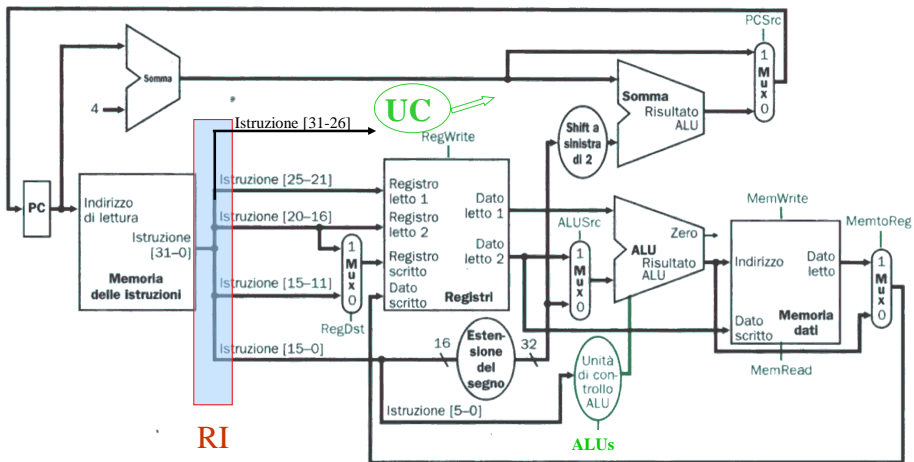 PCSrc
1
Mux
0
Somma
4
Somma
Risultato
ALU
UC
Istruzione [31-26]
RegWrite
Shift a
sinistra
di 2
PC
Indirizzo
di lettura
Istruzione
[31–0]
Memoria
delle istruzioni
Istruzione [25–21]
Istruzione [20–16]
Istruzione [15–11]
Istruzione [15–0]
1
Mux
0
RegDst
Registro
letto 1
Registro
letto 2
Registro
scritto
Dato
scritto
Dato
letto 1
Dato
letto 2
Registri
ALUSrc
1
Mux
0
Zero
ALU
Risultato
ALU
MemWrite
Indirizzo
Dato
letto
Dato
scritto
Memoria
dati
MemRead
MemtoReg
1
Mux
0
16
Esten-
sione
del
segno
32
Unità
di con-
trollo
ALU
Istruzione [5–0]
RI
ALUs